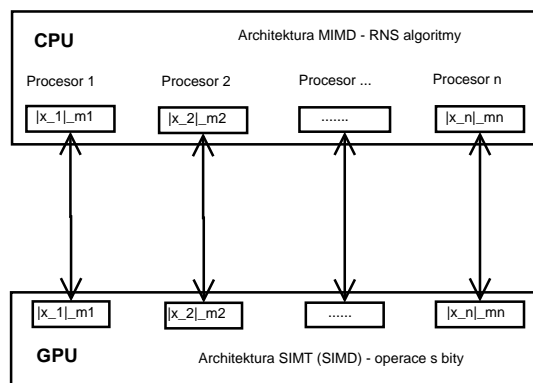 CPU Architektura MIMD - RNS algoritmy
Procesor 1 Procesor 2 Procesor ... Procesor n
|x_1|_m1 |x_2|_m2 ....... |x_n|_mn
|x_1|_m1 |x_2|_m2 ...... |x_n|_mn
GPU Architektura SIMT (SIMD) - operace s bity